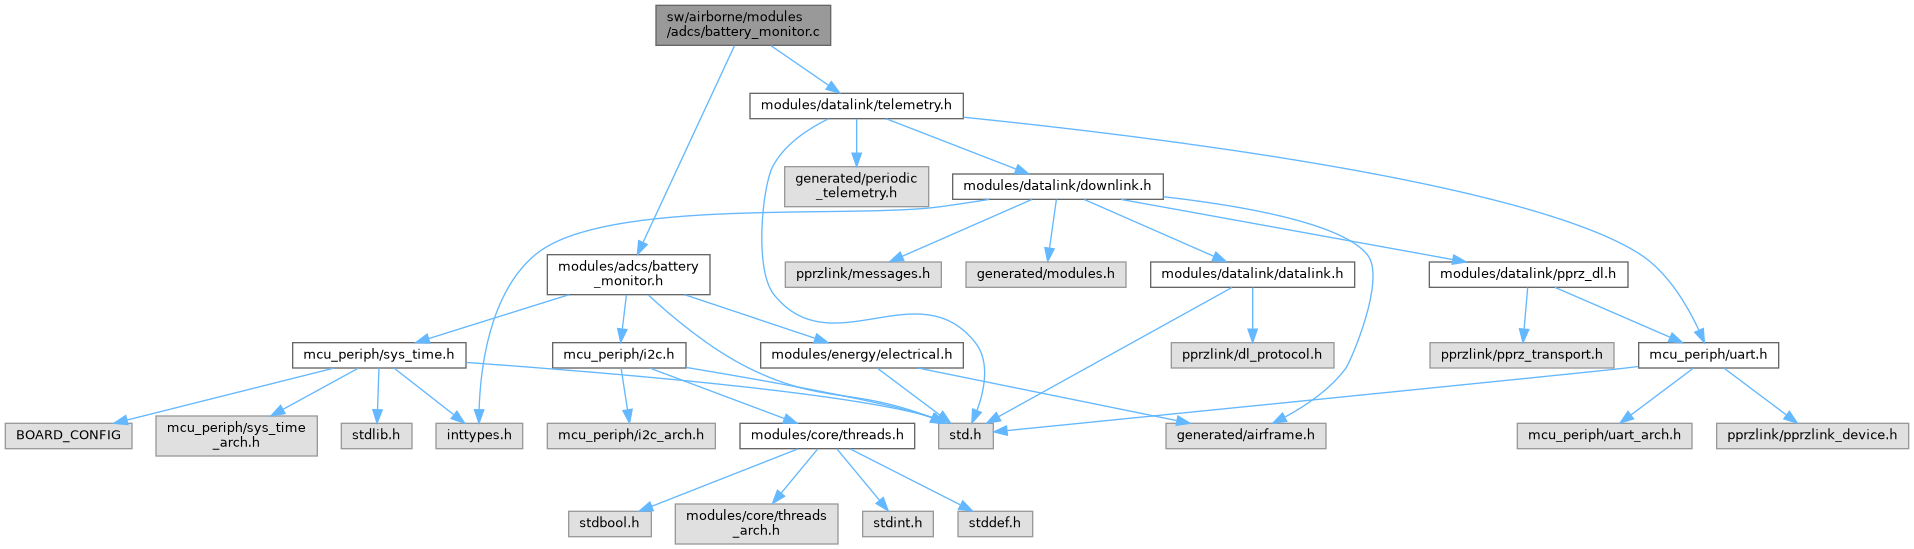 sw/airborne/modules
/adcs/battery_monitor.c
modules/datalink/telemetry.h
generated/periodic
_telemetry.h
modules/datalink/downlink.h
modules/adcs/battery
_monitor.h
pprzlink/messages.h
generated/modules.h
modules/datalink/datalink.h
modules/datalink/pprz_dl.h
mcu_periph/sys_time.h
mcu_periph/i2c.h
modules/energy/electrical.h
pprzlink/dl_protocol.h
pprzlink/pprz_transport.h
mcu_periph/uart.h
BOARD_CONFIG
mcu_periph/sys_time
_arch.h
stdlib.h
inttypes.h
mcu_periph/i2c_arch.h
modules/core/threads.h
std.h
generated/airframe.h
mcu_periph/uart_arch.h
pprzlink/pprzlink_device.h
stdbool.h
modules/core/threads
_arch.h
stdint.h
stddef.h